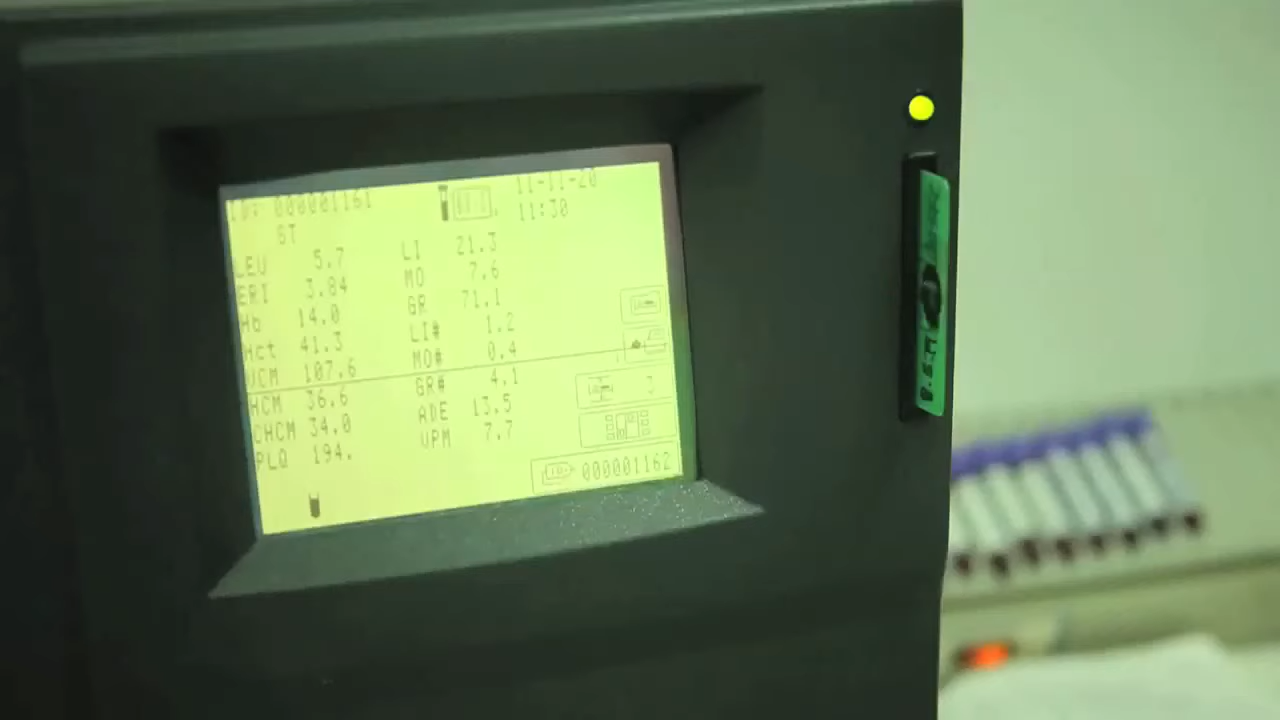 ID: 000001161
11-11-20
11:30
ST
LEU 5.7 LI 21.3
ERI 3.84 MO 7.6
Hb 14.0 GR 71.1
Hct 41.3 LI# 1.2
VCM 107.6 MO# 0.4
HCM 36.6 GR# 4.1
CHCM 34.0 ADE 13.5
PLQ 194. VPM 7.7
3
000001162